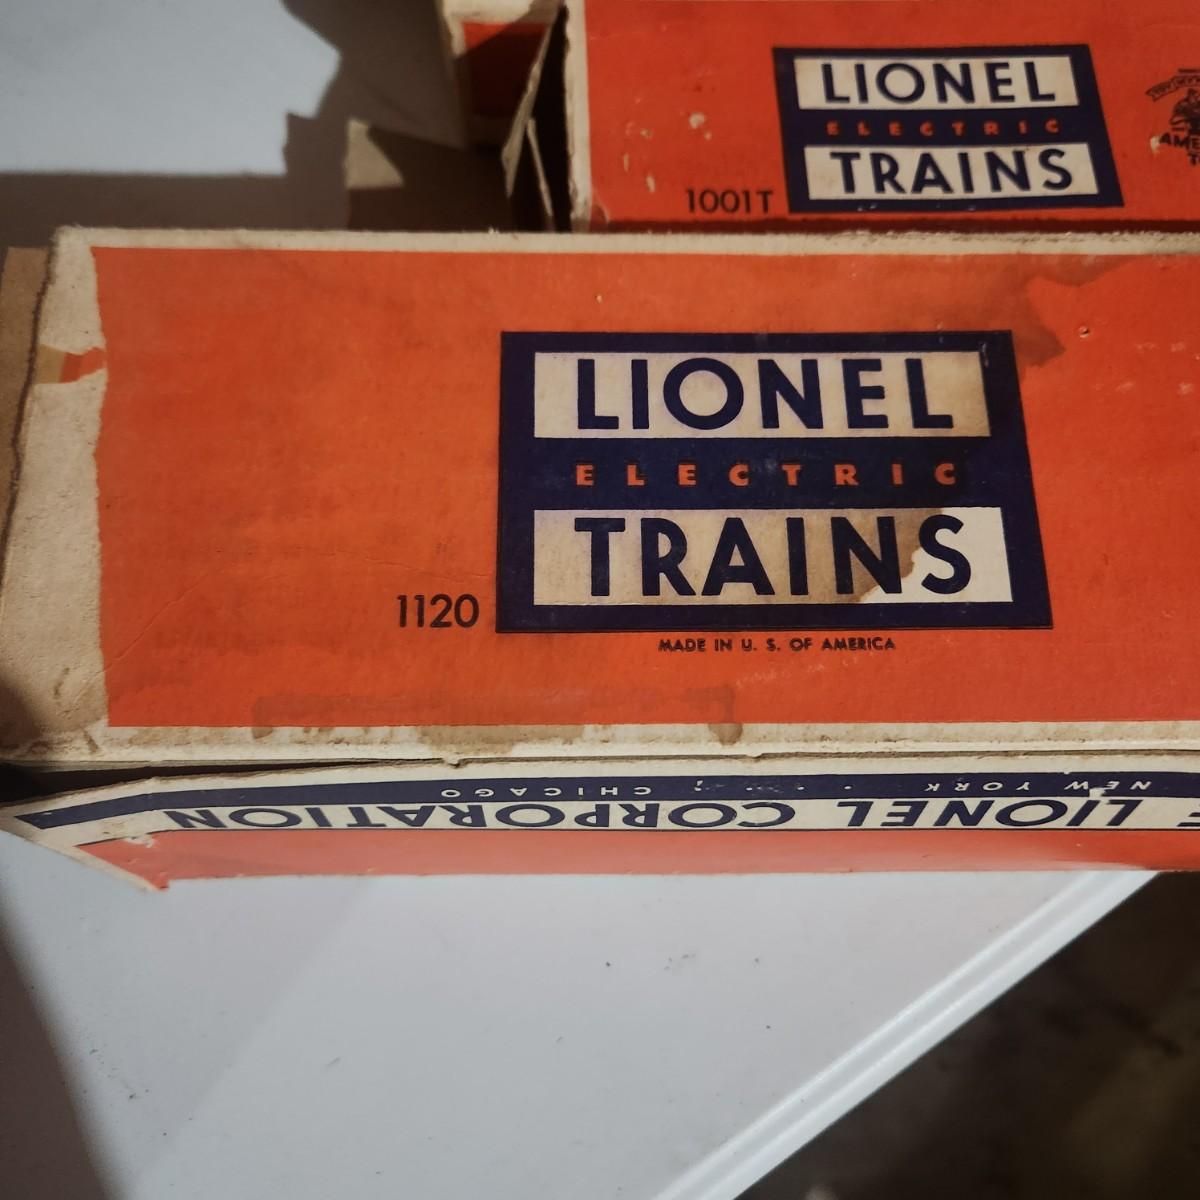 LIONEL
ELECTRIC
TRAINS
1001T
LIONEL
ELECTRIC
TRAINS
1120
MADE IN U. S. OF AMERICA
LIONEL CORPORATION
NEW YORK CHICAGO